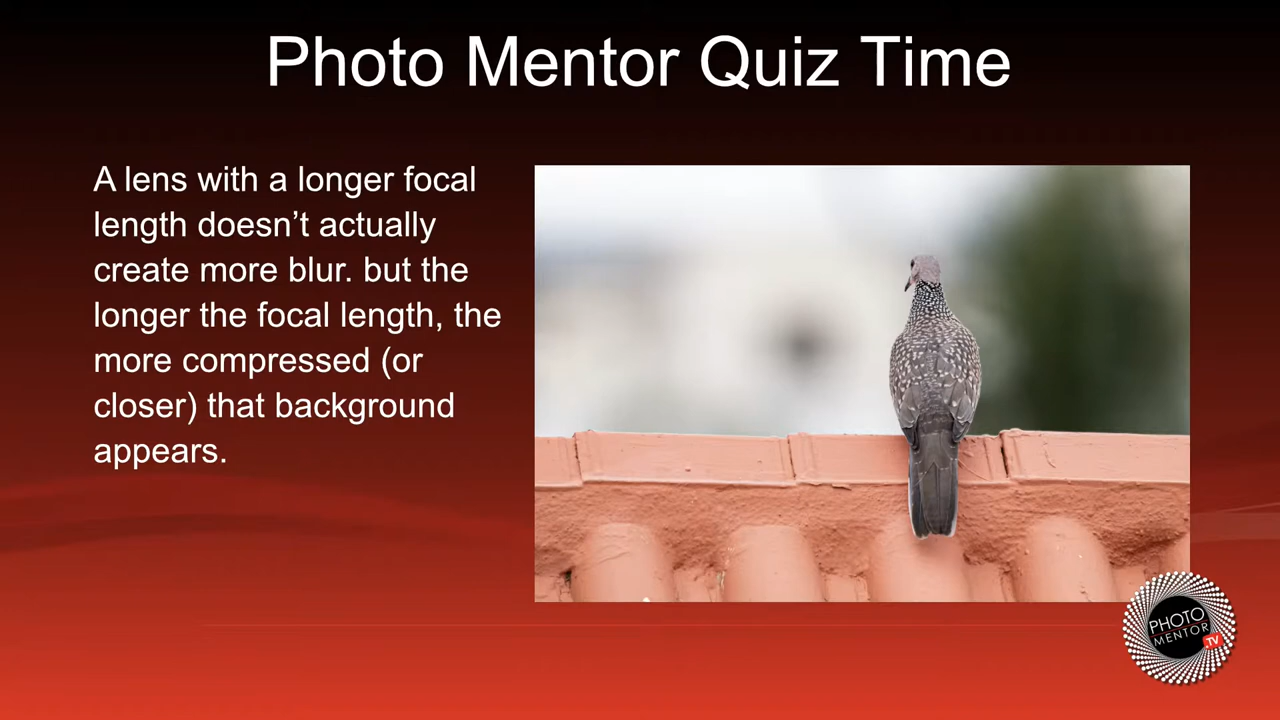 Photo Mentor Quiz Time
A lens with a longer focal
length doesn’t actually
create more blur. but the
longer the focal length, the
more compressed (or
closer) that background
appears.
PHOTO
MENTOR
TV